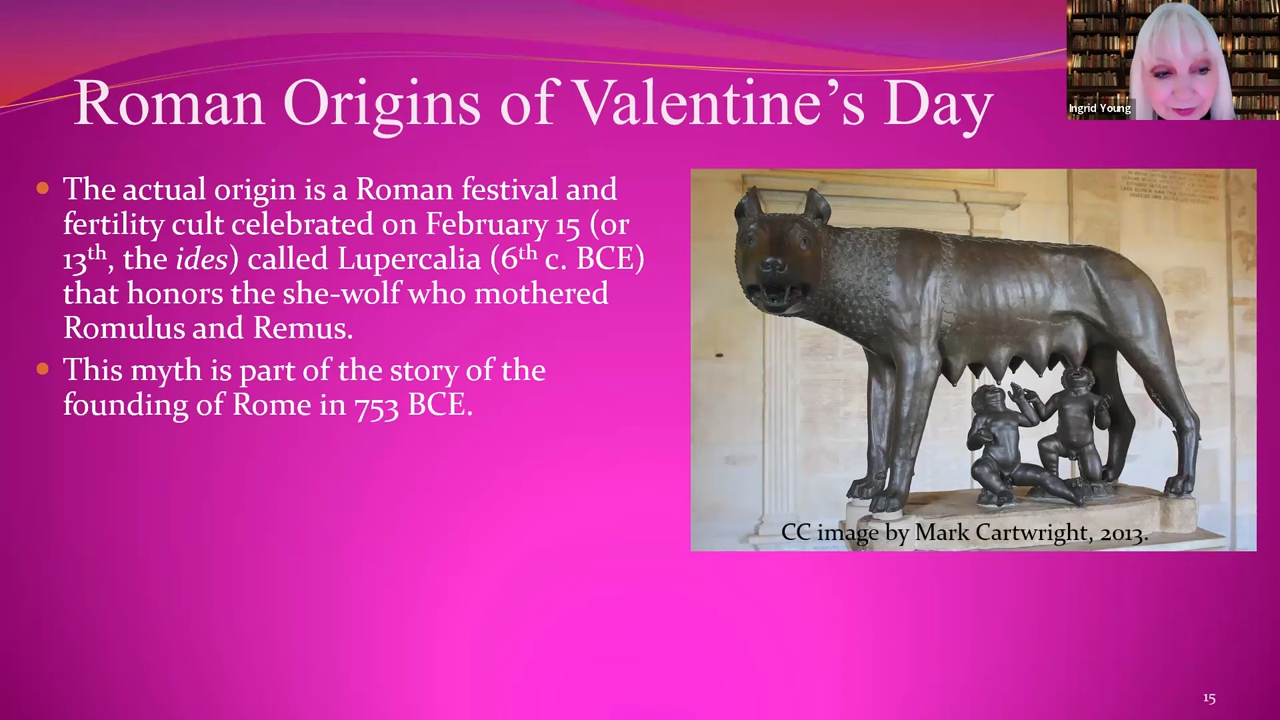 Roman Origins of Valentine’s Day
Ingrid Young
• The actual origin is a Roman festival and
fertility cult celebrated on February 15 (or
13th, the ides) called Lupercalia (6th c. BCE)
that honors the she-wolf who mothered
Romulus and Remus.
• This myth is part of the story of the
founding of Rome in 753 BCE.
CC image by Mark Cartwright, 2013.
15